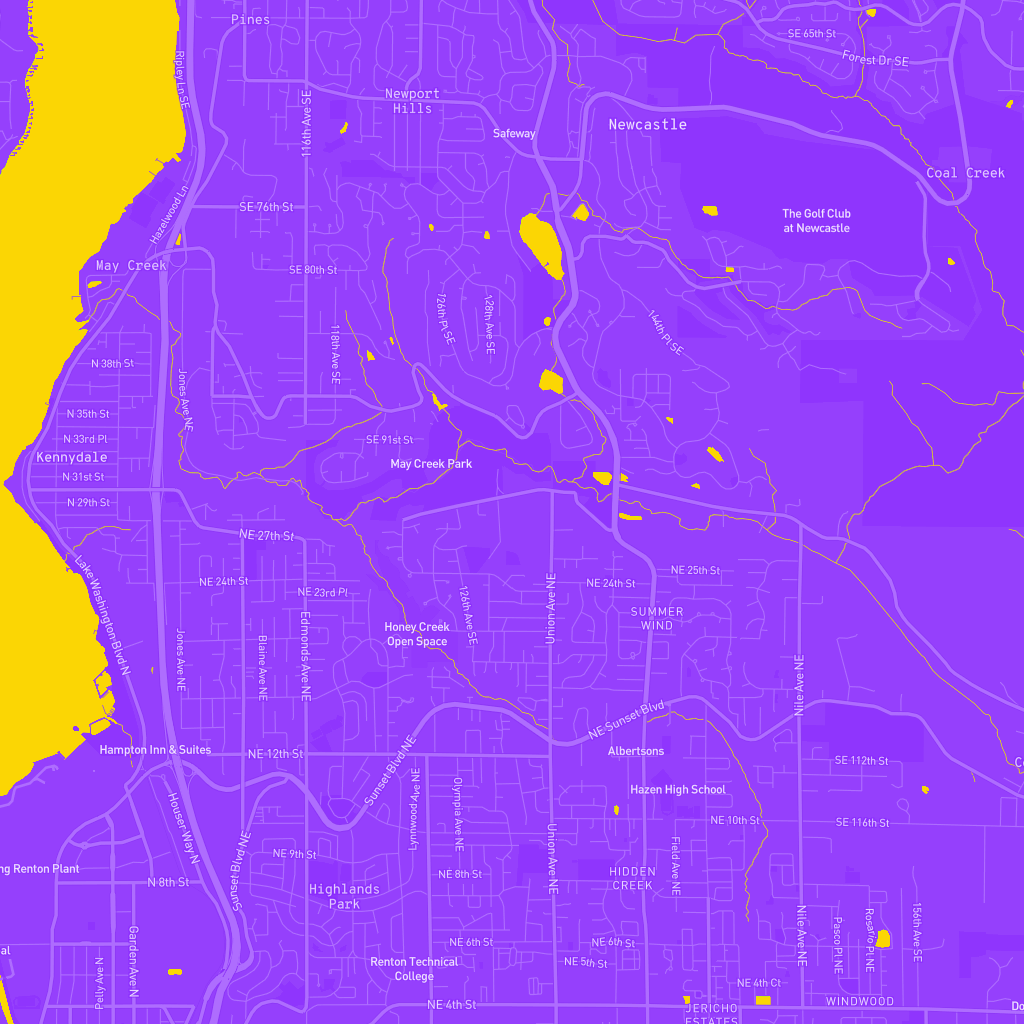 Pines
SE 65th St
Forest Dr SE
Ripley Ln SE
Newport
Hills
116th Ave SE
Safeway
Newcastle
Coal Creek
Hazelwood Ln
SE 76th St
The Golf Club
at Newcastle
May Creek
SE 80th St
126th Pl SE
128th Ave SE
144th Pl SE
118th Ave SE
N 38th St
Jones Ave NE
N 35th St
N 33rd Pl
SE 91st St
Kennydale
May Creek Park
N 31st St
N 29th St
NE 27th St
Lake Washington Blvd N
NE 24th St
NE 23rd Pl
126th Ave SE
Union Ave NE
NE 24th St
NE 25th St
SUMMER
WIND
Edmonds Ave NE
Honey Creek
Open Space
Jones Ave NE
Blaine Ave NE
Nile Ave NE
NE Sunset Blvd
Hampton Inn & Suites
NE 12th St
Sunset Blvd NE
Albertsons
SE 112th St
Hazen High School
Houser Way N
Lynnwood Ave NE
Olympia Ave NE
NE 10th St
SE 116th St
Sunset Blvd NE
NE 9th St
Union Ave NE
Field Ave NE
ng Renton Plant
N 8th St
NE 8th St
HIDDEN
CREEK
Highlands
Park
Garden Ave N
NE 6th St
NE 6th St
Nile Ave NE
Pasco Pl NE
Rosario Pl NE
156th Ave SE
al
Pelly Ave N
Renton Technical
College
NE 5th St
NE 4th Ct
NE 4th St
JERICHO
ESTATES
WINDWOOD